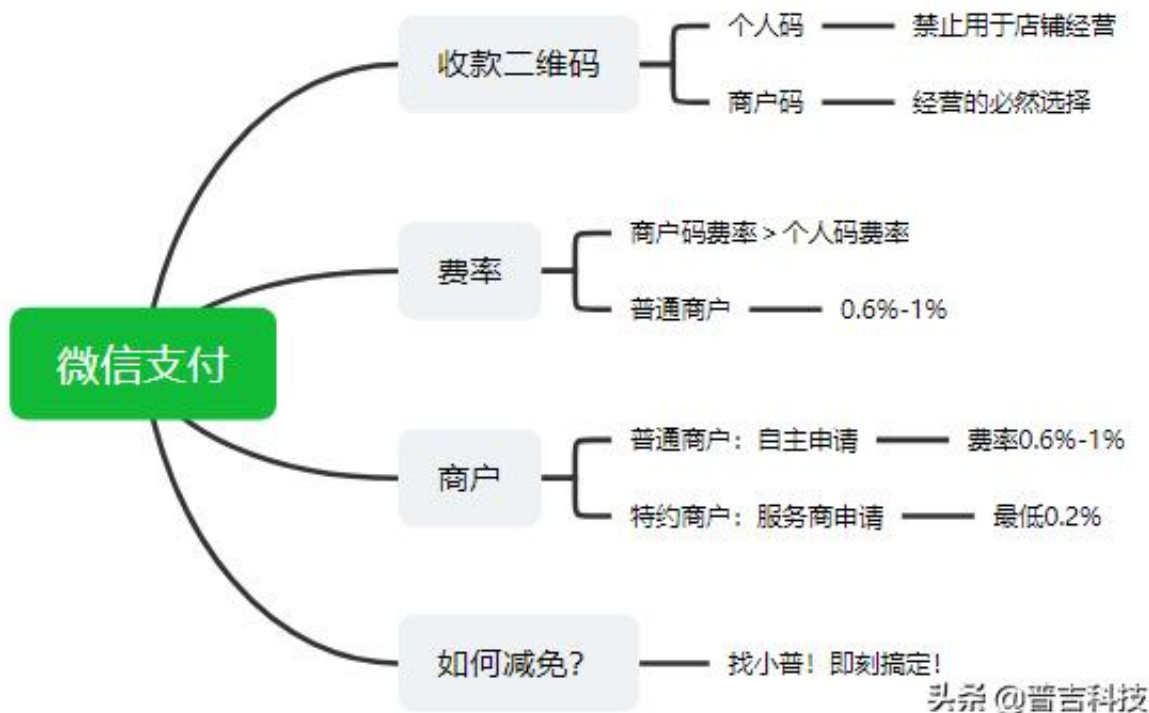 微信支付
收款二维码
个人码
禁止用于店铺经营
商户码
经营的必然选择
费率
商户码费率>个人码费率
普通商户
0.6%-1%
商户
普通商户：自主申请
费率0.6%-1%
特约商户：服务商申请
最低0.2%
如何减免？
找小普！即刻搞定！
头条 @普吉科技